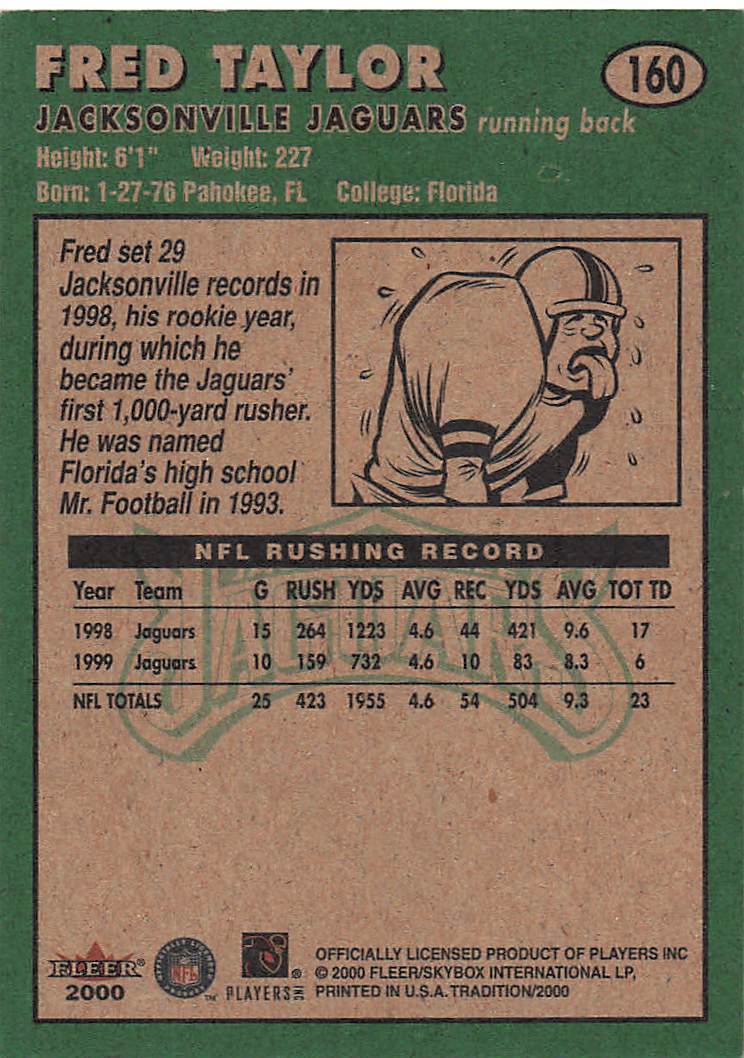 FRED TAYLOR
160
JACKSONVILLE JAGUARS running back
Height: 6'1" Weight: 227
Born: 1-27-76 Pahokee, FL College: Florida
Fred set 29
Jacksonville records in
1998, his rookie year,
during which he
became the Jaguars'
first 1,000-yard rusher.
He was named
Florida's high school
Mr. Football in 1993.
NFL RUSHING RECORD
Year Team G RUSH YDS AVG REC YDS AVG TOT TD
1998 Jaguars 15 264 1223 4.6 44 421 9.6 17
1999 Jaguars 10 159 732 4.6 10 83 8.3 6
NFL TOTALS 25 423 1955 4.6 54 504 9.3 23
JAGUARS
FLEER®
2000
NFL
™
®
PLAYERS INC
OFFICIALLY LICENSED PRODUCT OF PLAYERS INC
© 2000 FLEER/SKYBOX INTERNATIONAL LP,
PRINTED IN U.S.A. TRADITION/2000